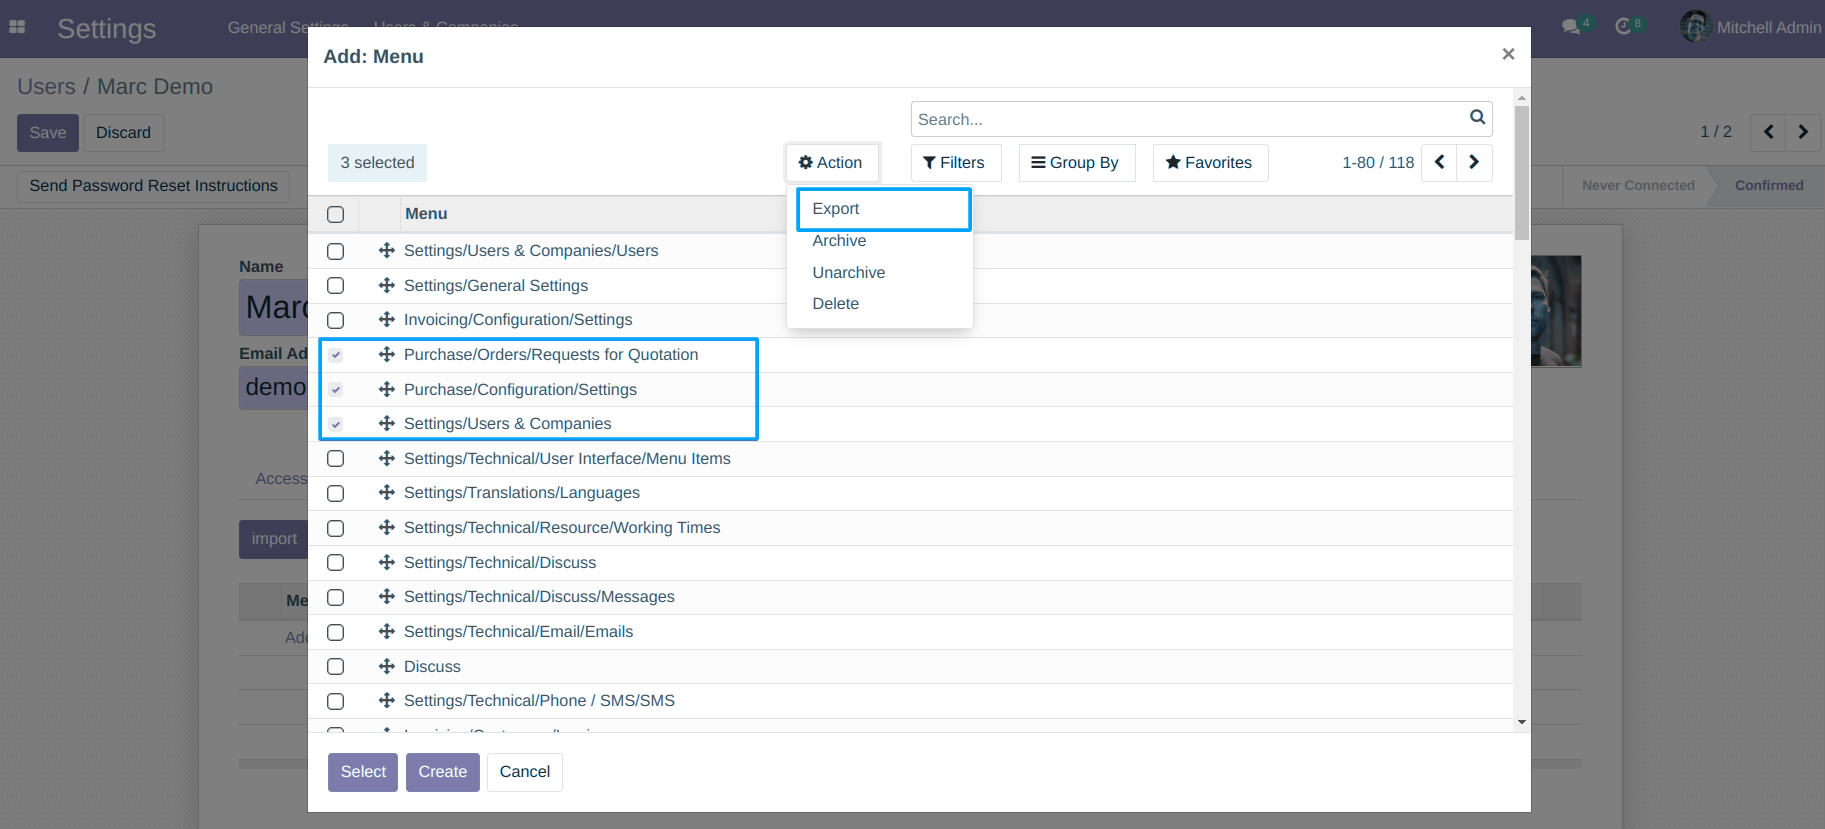 Settings
General Settings
Users & Companies
4
8
Mitchell Admin
Users / Marc Demo
Save
Discard
1 / 2
Send Password Reset Instructions
Never Connected
Confirmed
Name
Marc
Email Ad
demo
Access
import
Me
Add
Add: Menu
×
Search...
3 selected
Action
Filters
Group By
Favorites
1-80 / 118
Export
Archive
Unarchive
Delete
Menu
Settings/Users & Companies/Users
Settings/General Settings
Invoicing/Configuration/Settings
Purchase/Orders/Requests for Quotation
Purchase/Configuration/Settings
Settings/Users & Companies
Settings/Technical/User Interface/Menu Items
Settings/Translations/Languages
Settings/Technical/Resource/Working Times
Settings/Technical/Discuss
Settings/Technical/Discuss/Messages
Settings/Technical/Email/Emails
Discuss
Settings/Technical/Phone / SMS/SMS
Select
Create
Cancel